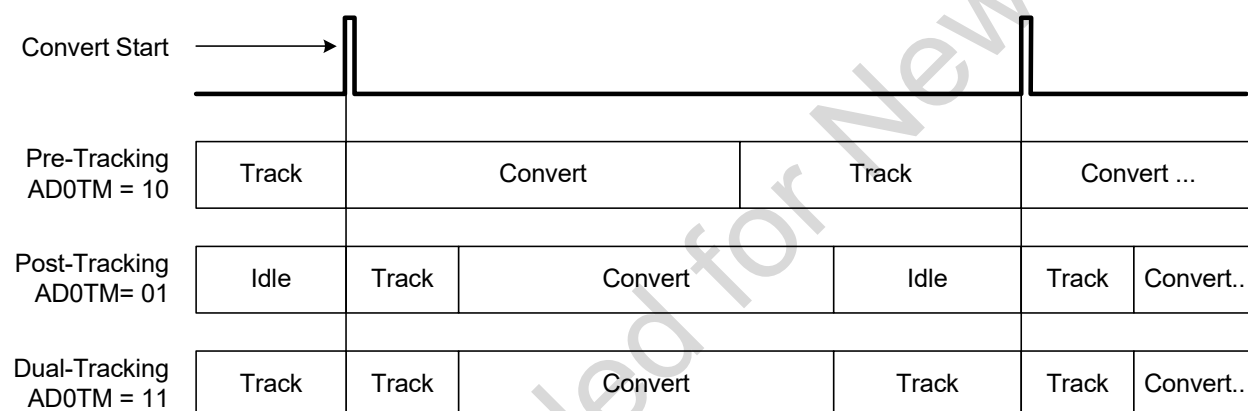 Convert Start
Pre-Tracking
AD0TM = 10
Track
Convert
Track
Convert ...
Post-Tracking
AD0TM= 01
Idle
Track
Convert
Idle
Track
Convert..
Dual-Tracking
AD0TM = 11
Track
Track
Convert
Track
Track
Convert..
ed for New